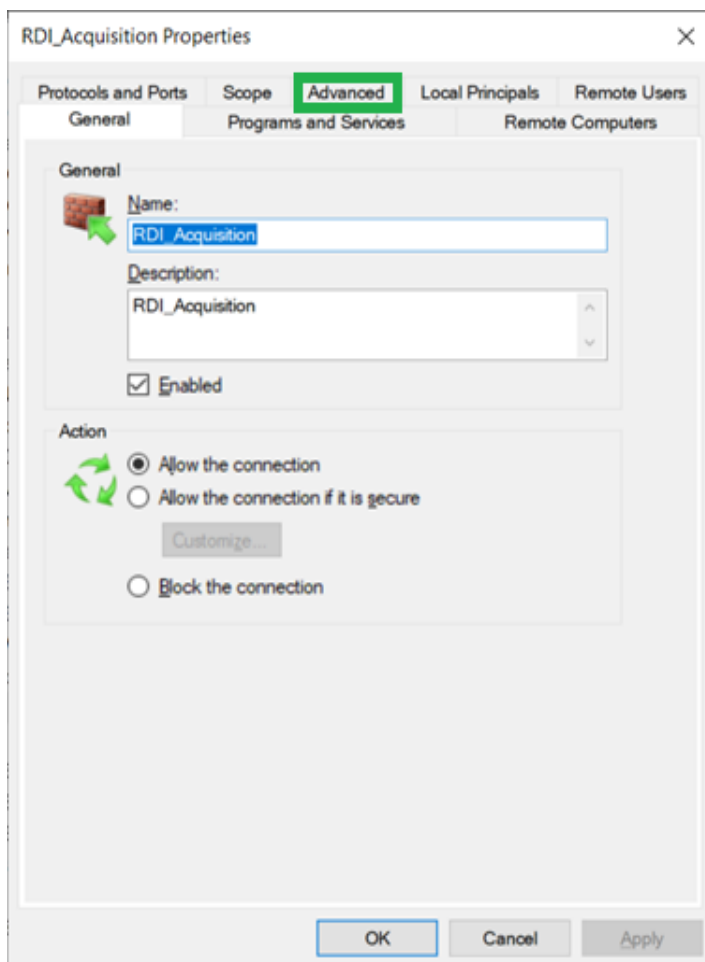 RDI_Acquisition Properties
Protocols and Ports Scope Advanced Local Principals Remote Users
General Programs and Services Remote Computers
General
Name:
RDI_Acquisition
Description:
RDI_Acquisition
Enabled
Action
Allow the connection
Allow the connection if it is secure
Customize...
Block the connection
OK Cancel Apply